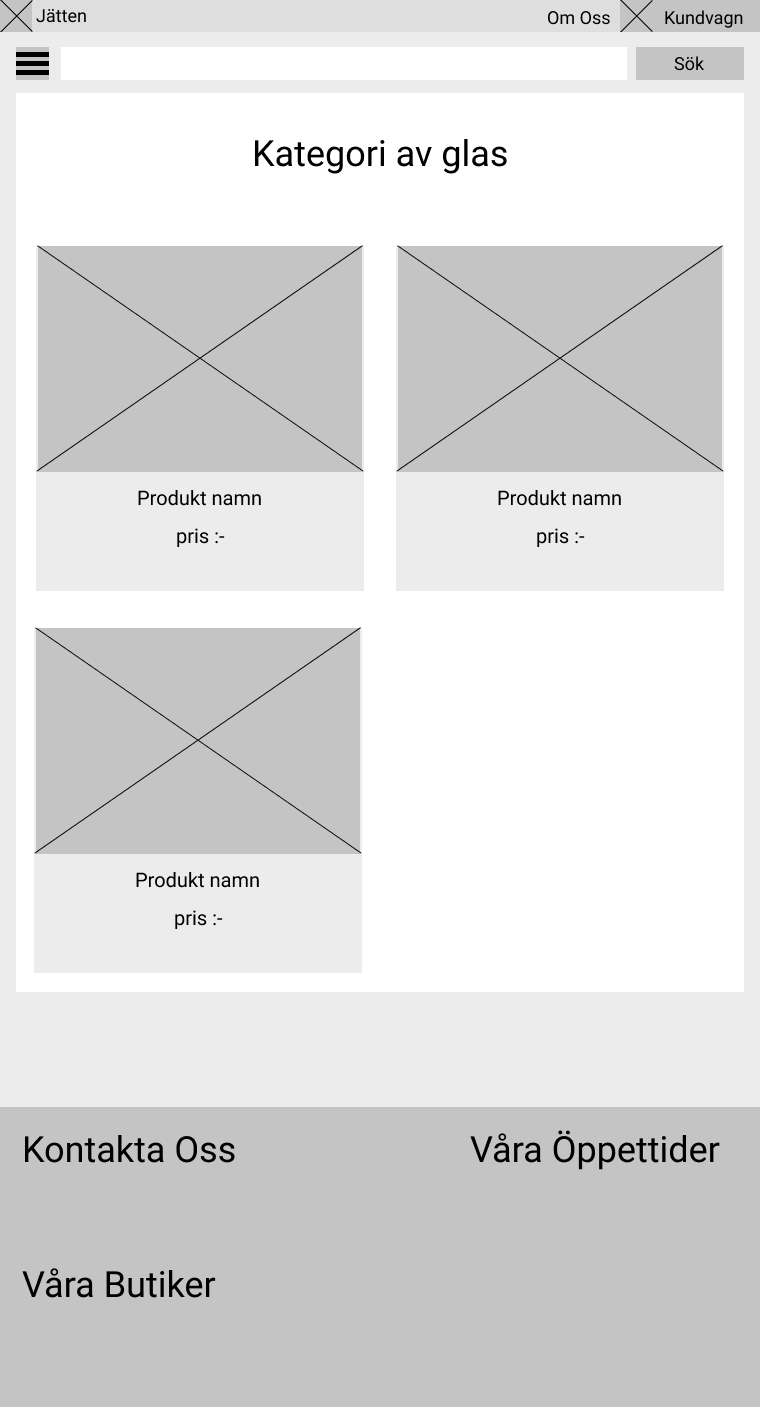 Jätten
Om Oss
Kundvagn
Sök
Kategori av glas
Produkt namn
pris :-
Produkt namn
pris :-
Produkt namn
pris :-
Kontakta Oss
Våra Öppettider
Våra Butiker